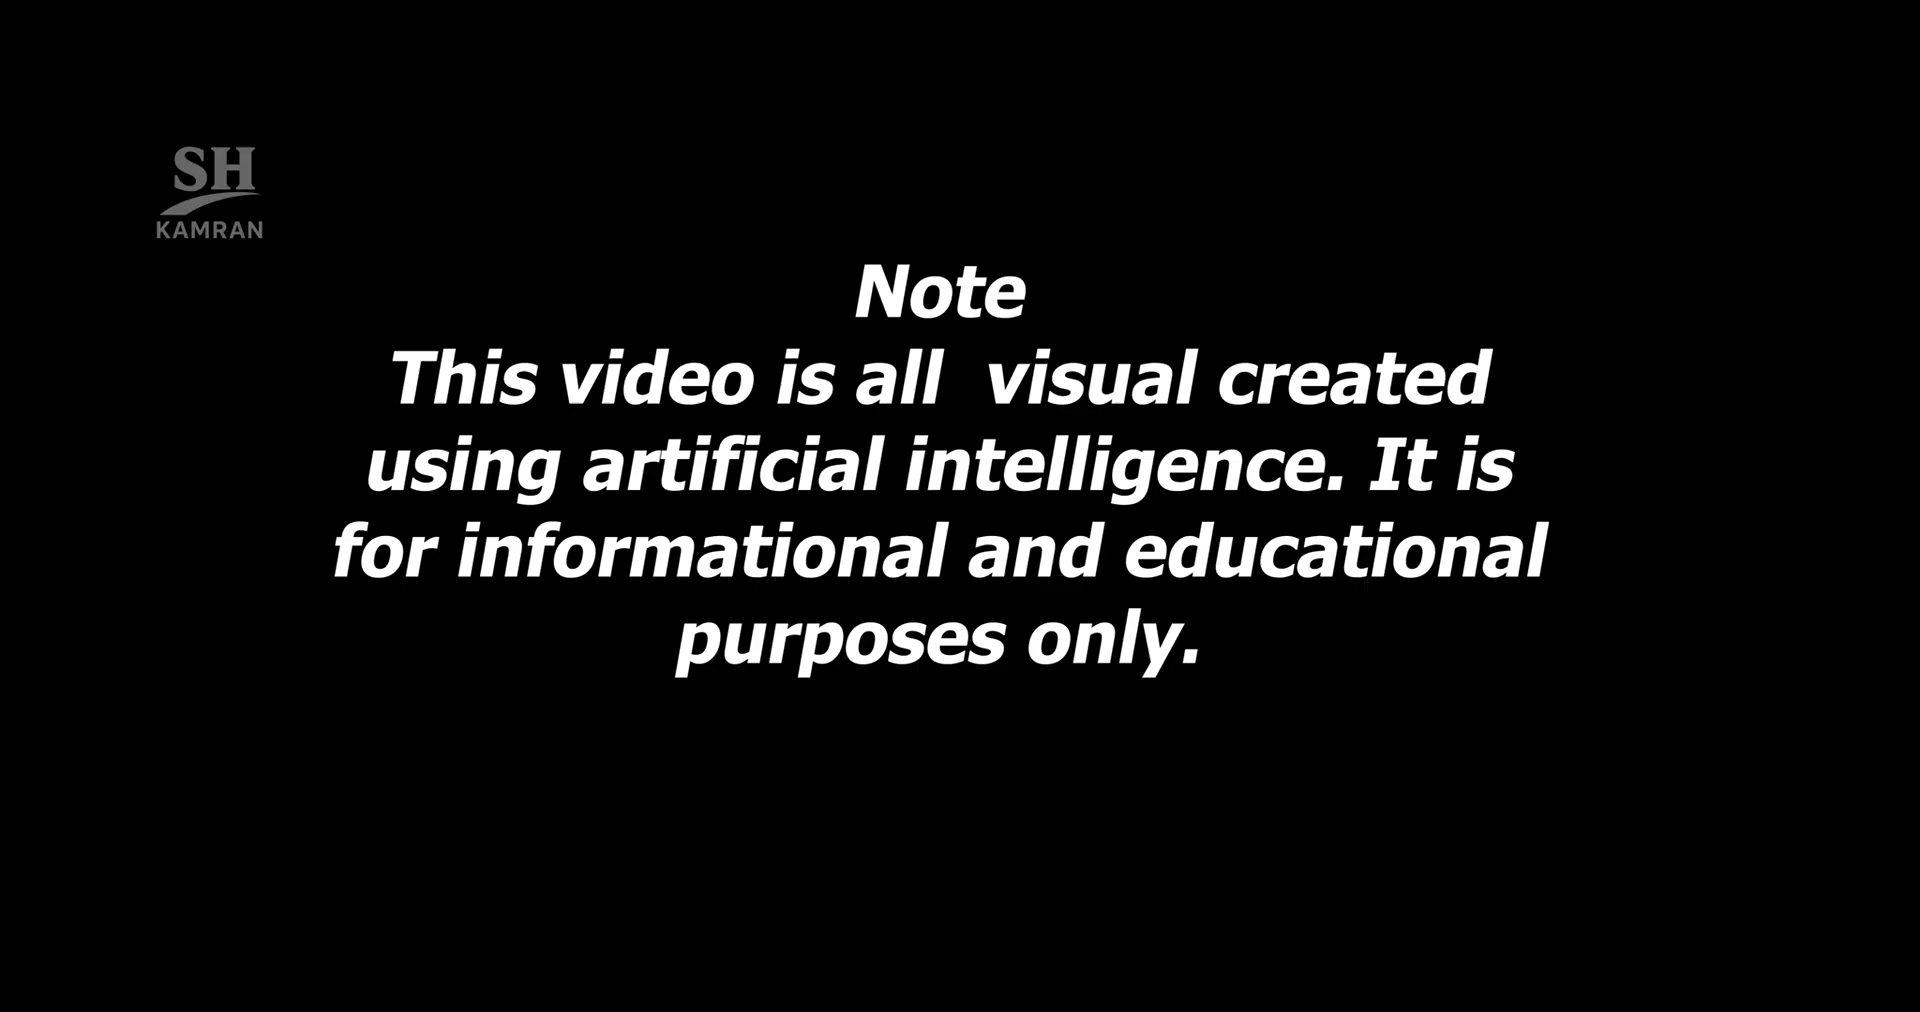 SH
KAMRAN
Note
This video is all  visual created
using artificial intelligence. It is
for informational and educational
purposes only.